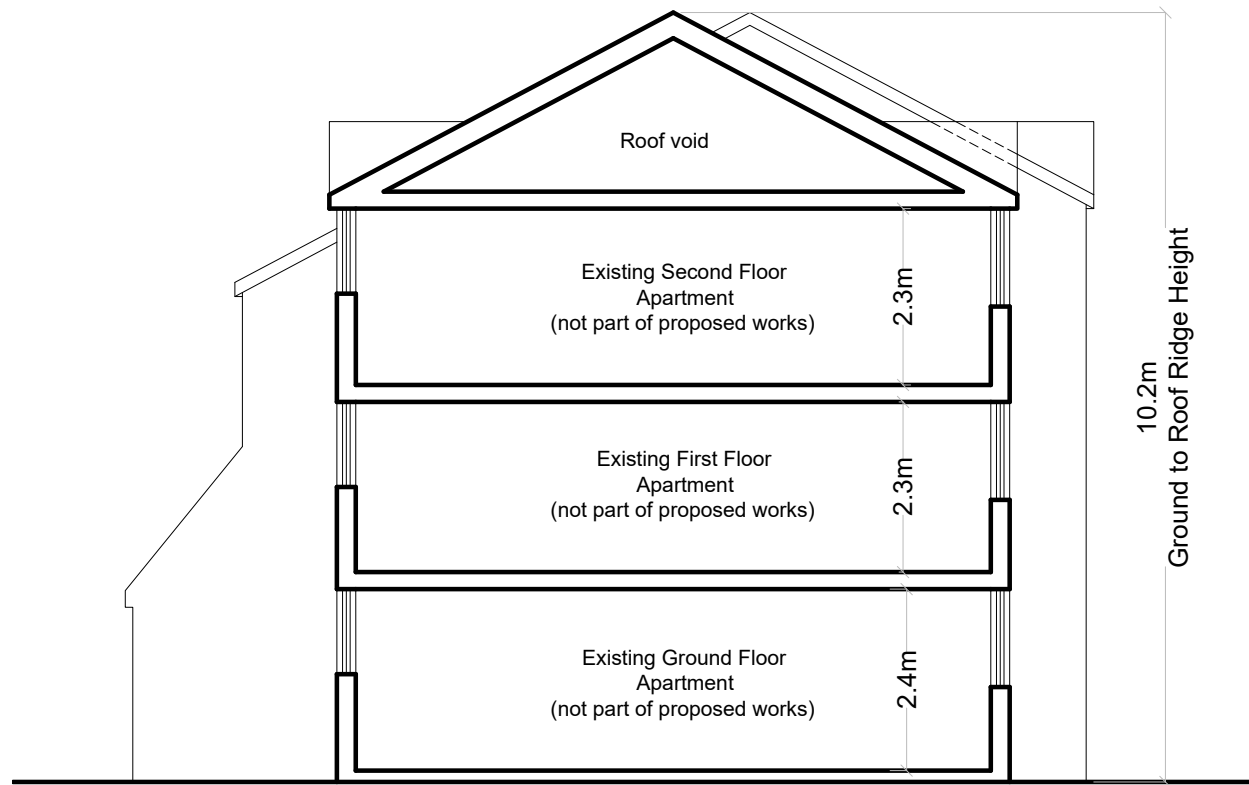 Roof void
Existing Second Floor
Apartment
(not part of proposed works)
2.3m
Existing First Floor
Apartment
(not part of proposed works)
2.3m
Existing Ground Floor
Apartment
(not part of proposed works)
2.4m
10.2m
Ground to Roof Ridge Height